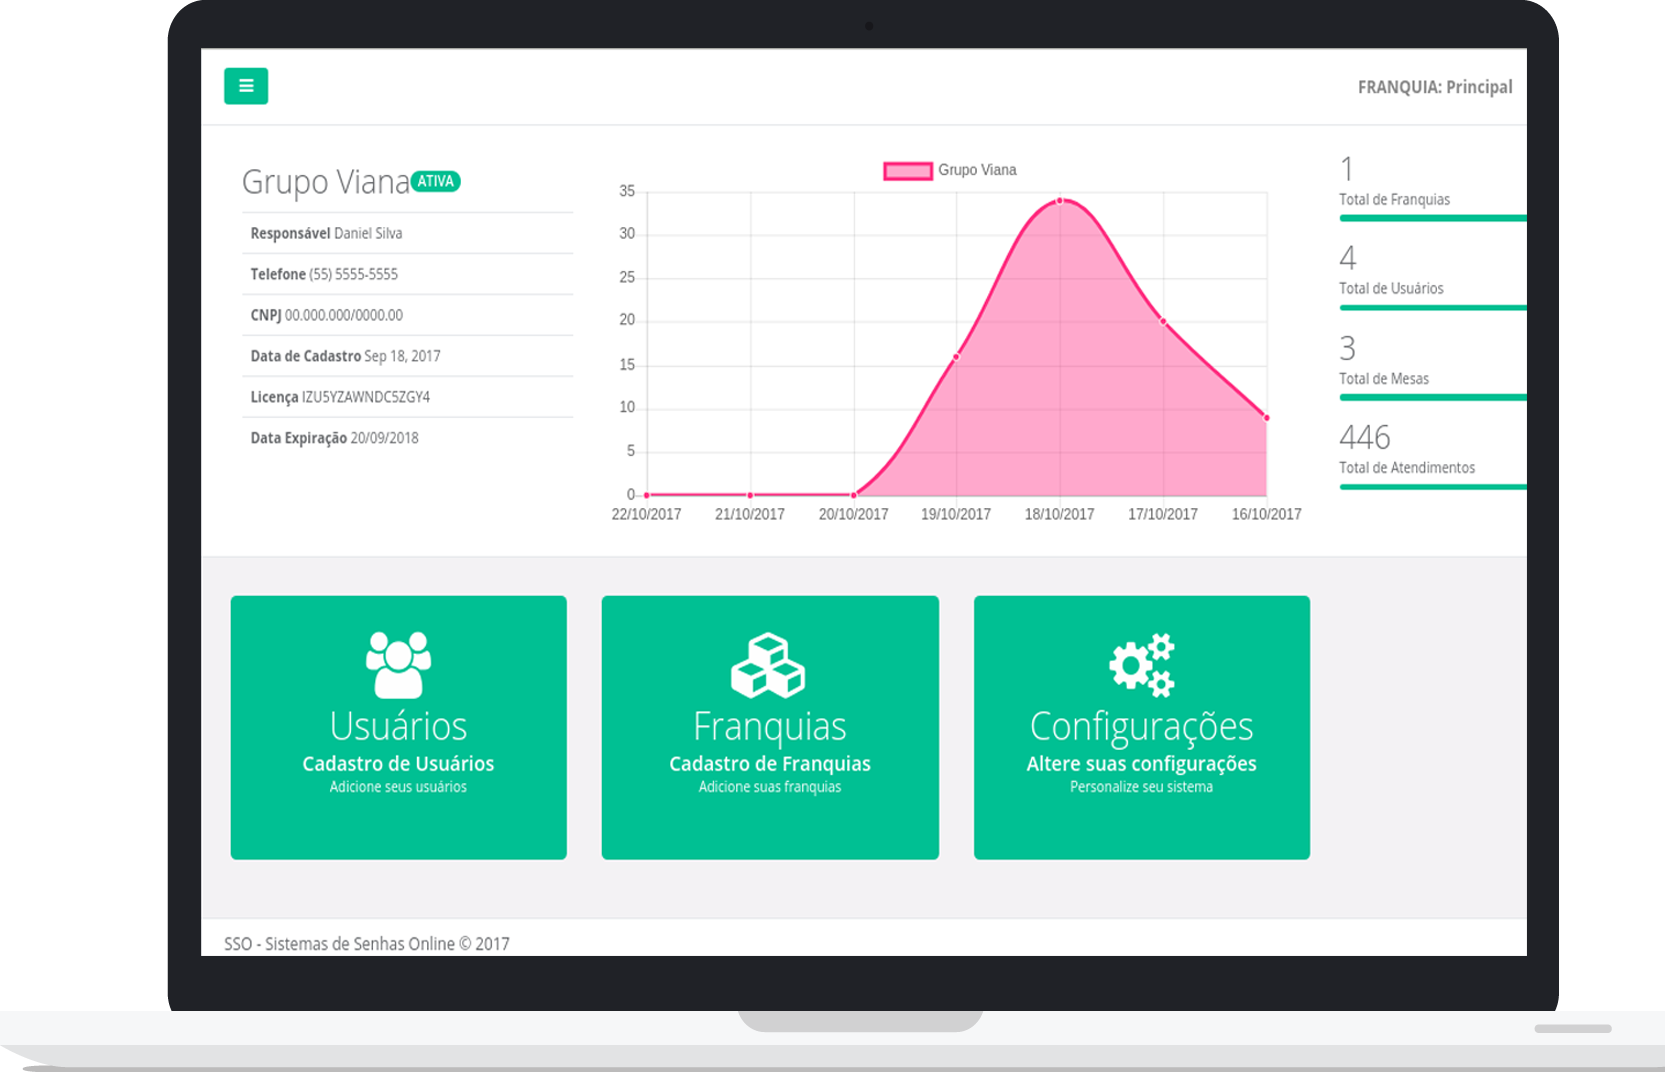 FRANQUIA: Principal
Grupo Viana ATIVA
Responsável Daniel Silva
Telefone (55) 5555-5555
CNPJ 00.000.000/0000.00
Data de Cadastro Sep 18, 2017
Licença IZU5YZAWNDC5ZGY4
Data Expiração 20/09/2018
Grupo Viana
35
30
25
20
15
10
5
0
22/10/2017 21/10/2017 20/10/2017 19/10/2017 18/10/2017 17/10/2017 16/10/2017
1
Total de Franquias
4
Total de Usuários
3
Total de Mesas
446
Total de Atendimentos
Usuários
Cadastro de Usuários
Adicione seus usuários
Franquias
Cadastro de Franquias
Adicione suas franquias
Configurações
Altere suas configurações
Personalize seu sistema
SSO - Sistemas de Senhas Online © 2017